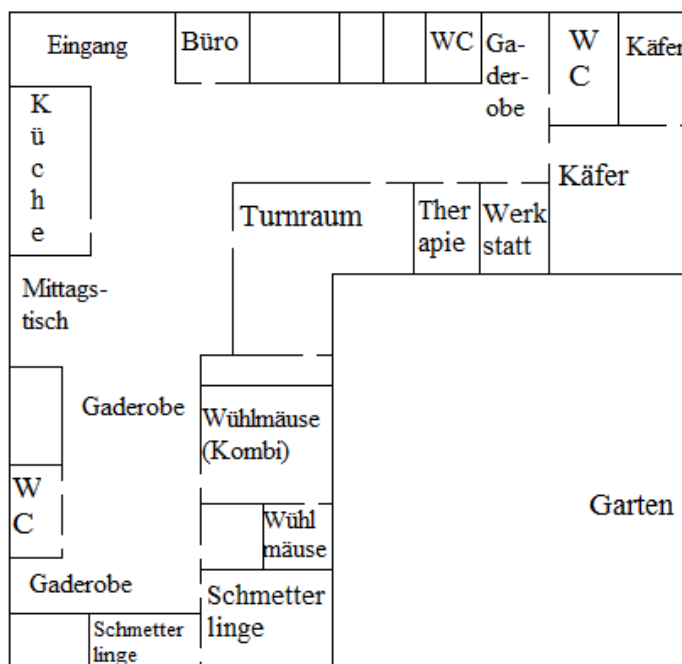 Eingang
Büro
WC
Ga-
der-
obe
W
C
Käfer
K
ü
c
h
e
Käfer
Turnraum
Ther
apie
Werk
statt
Mittags-
tisch
Gaderobe
Wühlmäuse
(Kombi)
W
C
Wühl
mäuse
Garten
Gaderobe
Schmetter
linge
Schmetter
linge